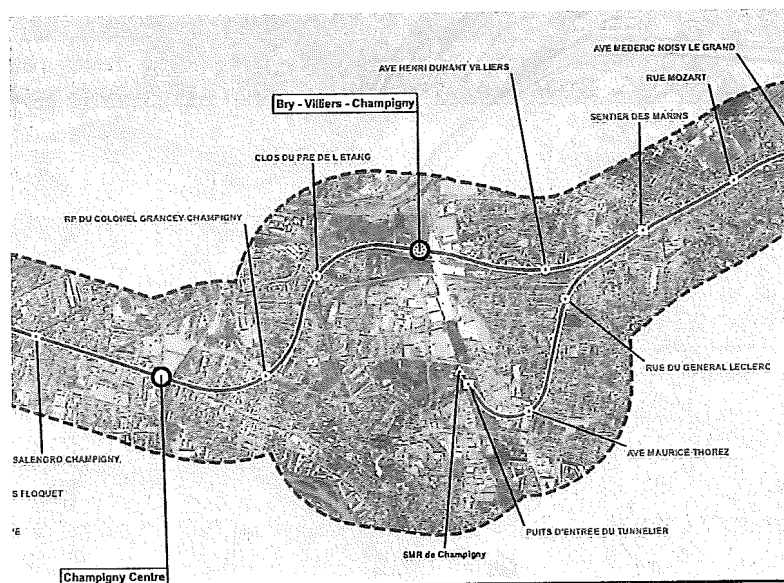 AVE MEDERIC NOISY LE GRAND
AVE HENRI DUNANT VILLIERS
RUE MOZART
Bry - Villiers - Champigny
SENTIER DES MARINS
CLOS DU PRE DE L ETANG
RP DU COLONEL GRANCEY CHAMPIGNY
RUE DU GENERAL LECLERC
SALENGRO CHAMPIGNY,
AVE MAURICE THOREZ
S FLOQUET
PUITS D'ENTREE DU TUNNELIER
SMR de Champigny
Champigny Centre